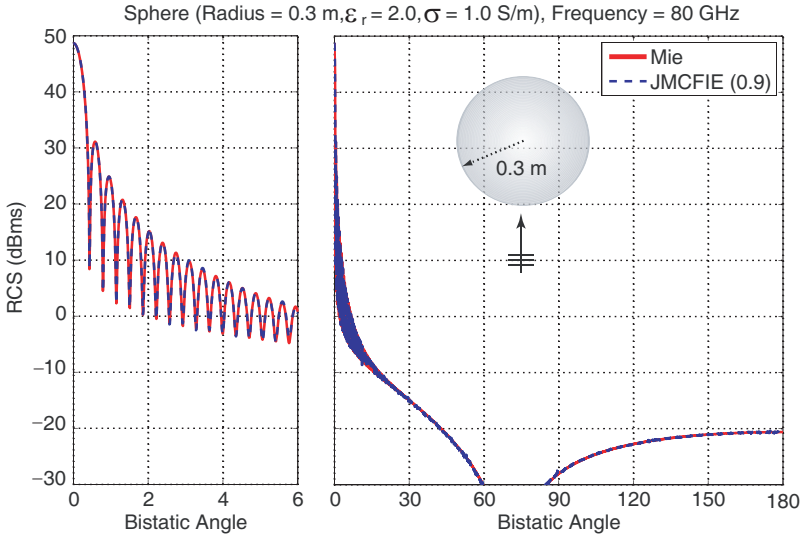 Sphere (Radius = 0.3 m,ε r = 2.0,σ = 1.0 S/m), Frequency = 80 GHz
RCS (dBms)
50
40
30
20
10
0
−10
−20
−30
0 2 4 6
Bistatic Angle
Mie
JMCFIE (0.9)
0.3 m
0 30 60 90 120 150 180
Bistatic Angle